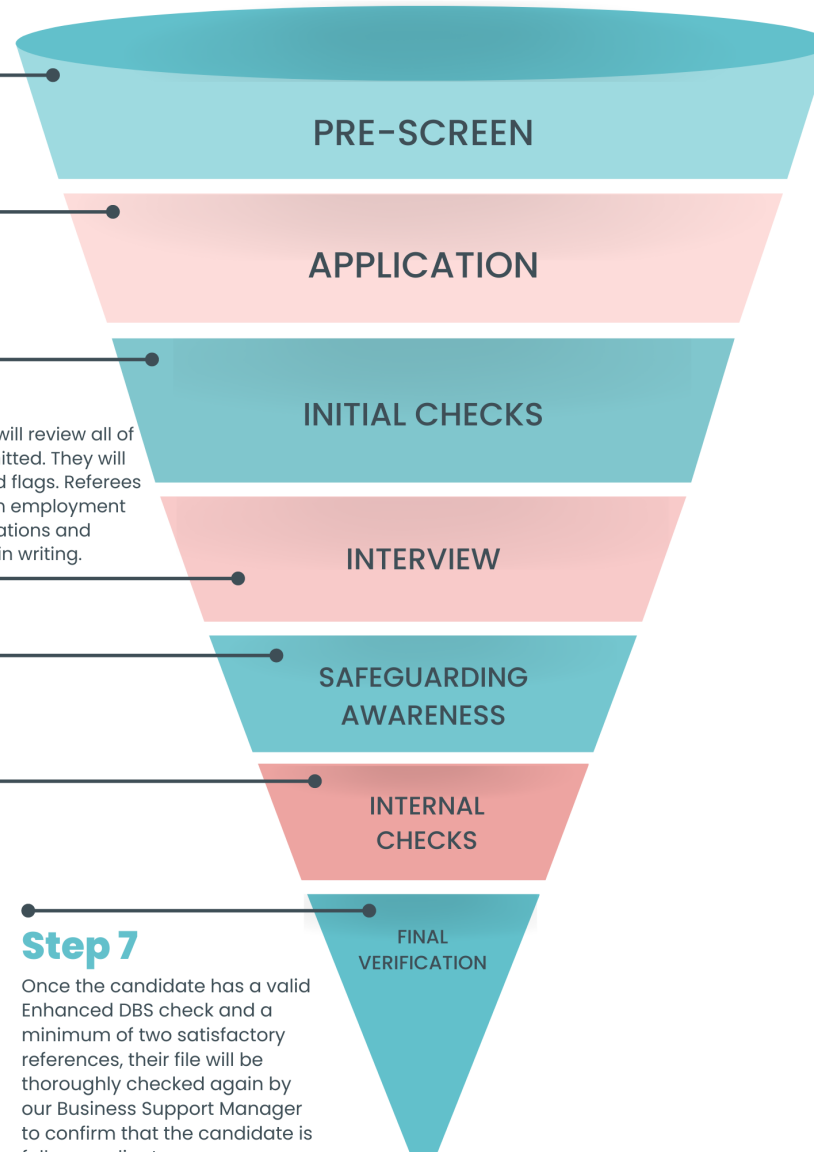 PRE-SCREEN
APPLICATION
INITIAL CHECKS
will review all of
They will
flags. Referees
employment
and
in writing.
INTERVIEW
SAFEGUARDING
AWARENESS
INTERNAL
CHECKS
FINAL
VERIFICATION
Step 7
Once the candidate has a valid
Enhanced DBS check and a
minimum of two satisfactory
references, their file will be
thoroughly checked again by
our Business Support Manager
to confirm that the candidate is